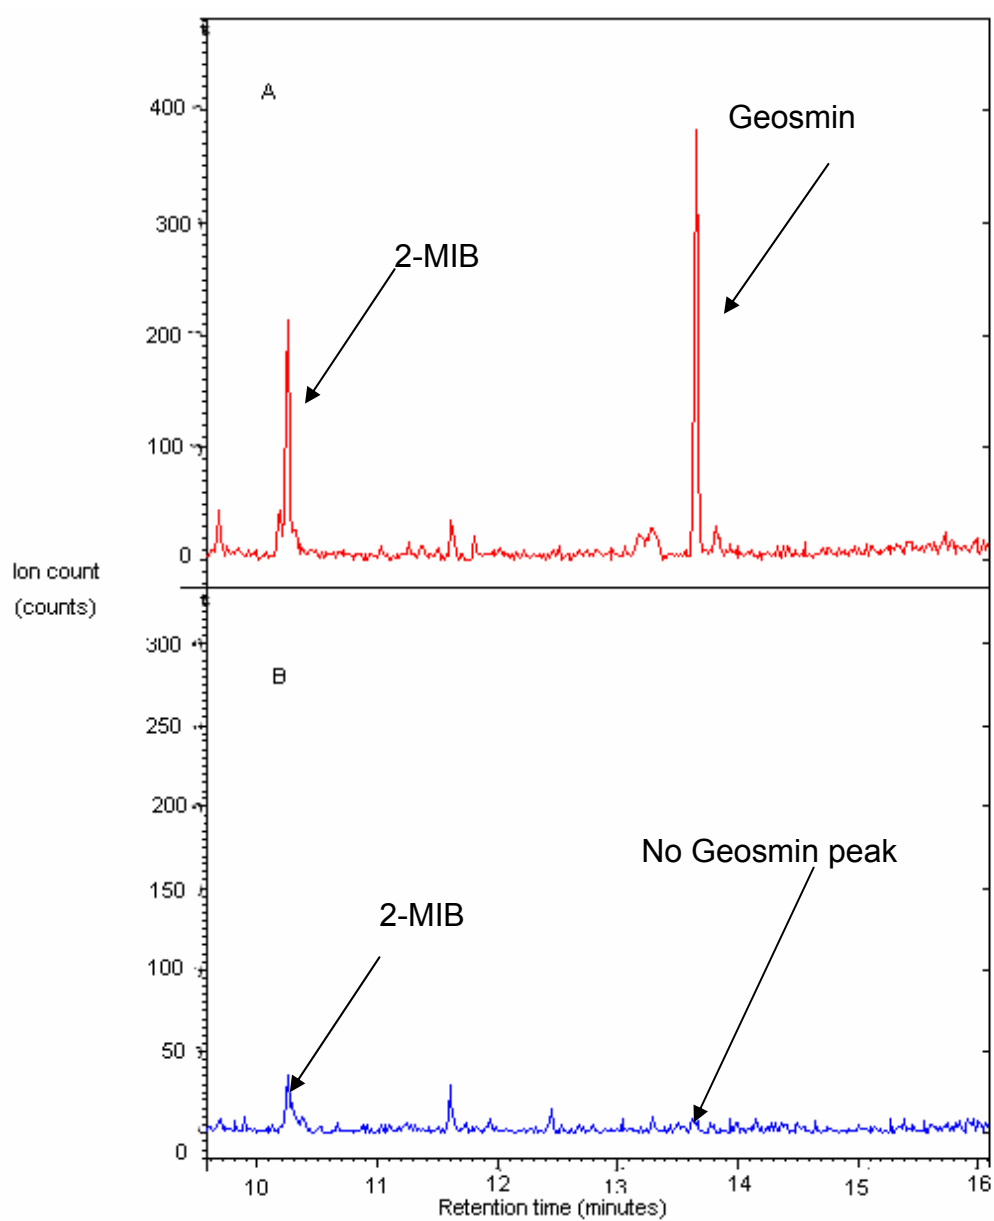 A
400
Geosmin
300
2-MIB
200
100
0
Ion count
(counts)
300
B
250
200
No Geosmin peak
150
2-MIB
100
50
0
10 11 12 13 14 15 16
Retention time (minutes)